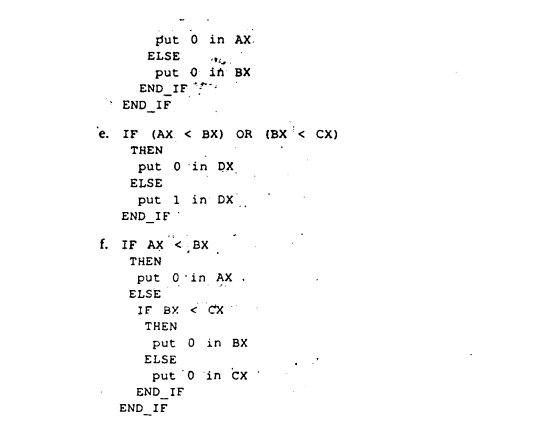 put 0 in AX
ELSE
put 0 in BX
END_IF
END_IF
e. IF (AX < BX) OR (BX < CX)
THEN
put 0 in DX
ELSE
put 1 in DX
END_IF
f. IF AX < BX
THEN
put 0 in AX
ELSE
IF BX < CX
THEN
put 0 in BX
ELSE
put 0 in CX
END_IF
END_IF